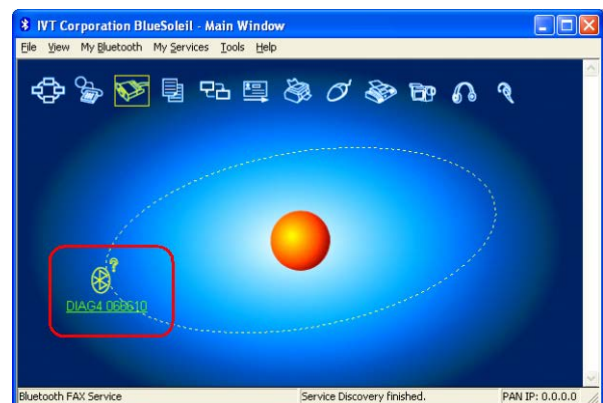 IVT Corporation BlueSoleil - Main Window
File View My Bluetooth My Services Tools Help
?
DIAG4 068610
Bluetooth FAX Service Service Discovery finished. PAN IP: 0.0.0.0